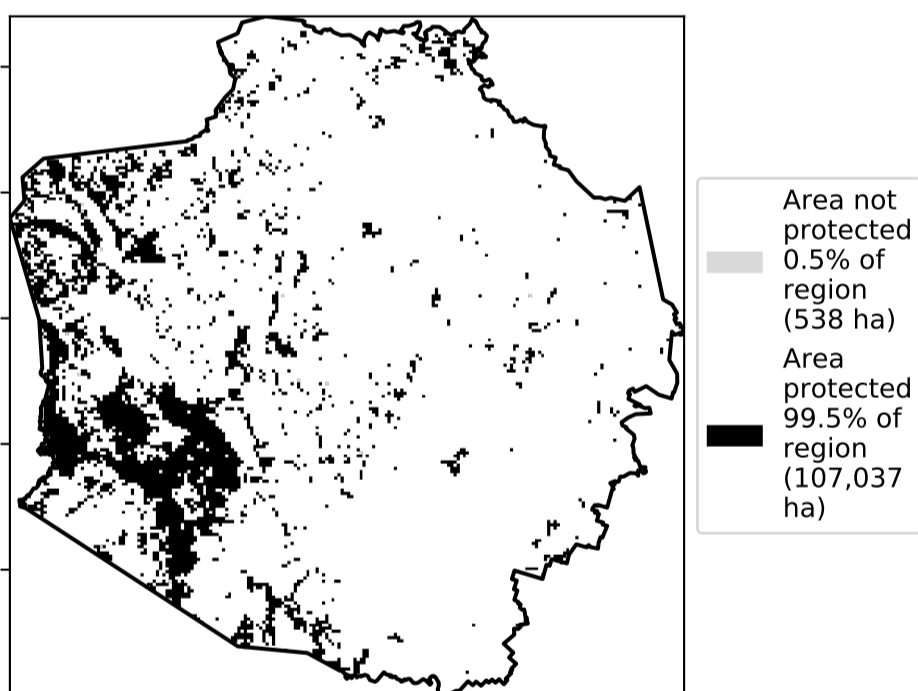 Area not
protected
0.5% of
region
(538 ha)
Area
protected
99.5% of
region
(107,037
ha)